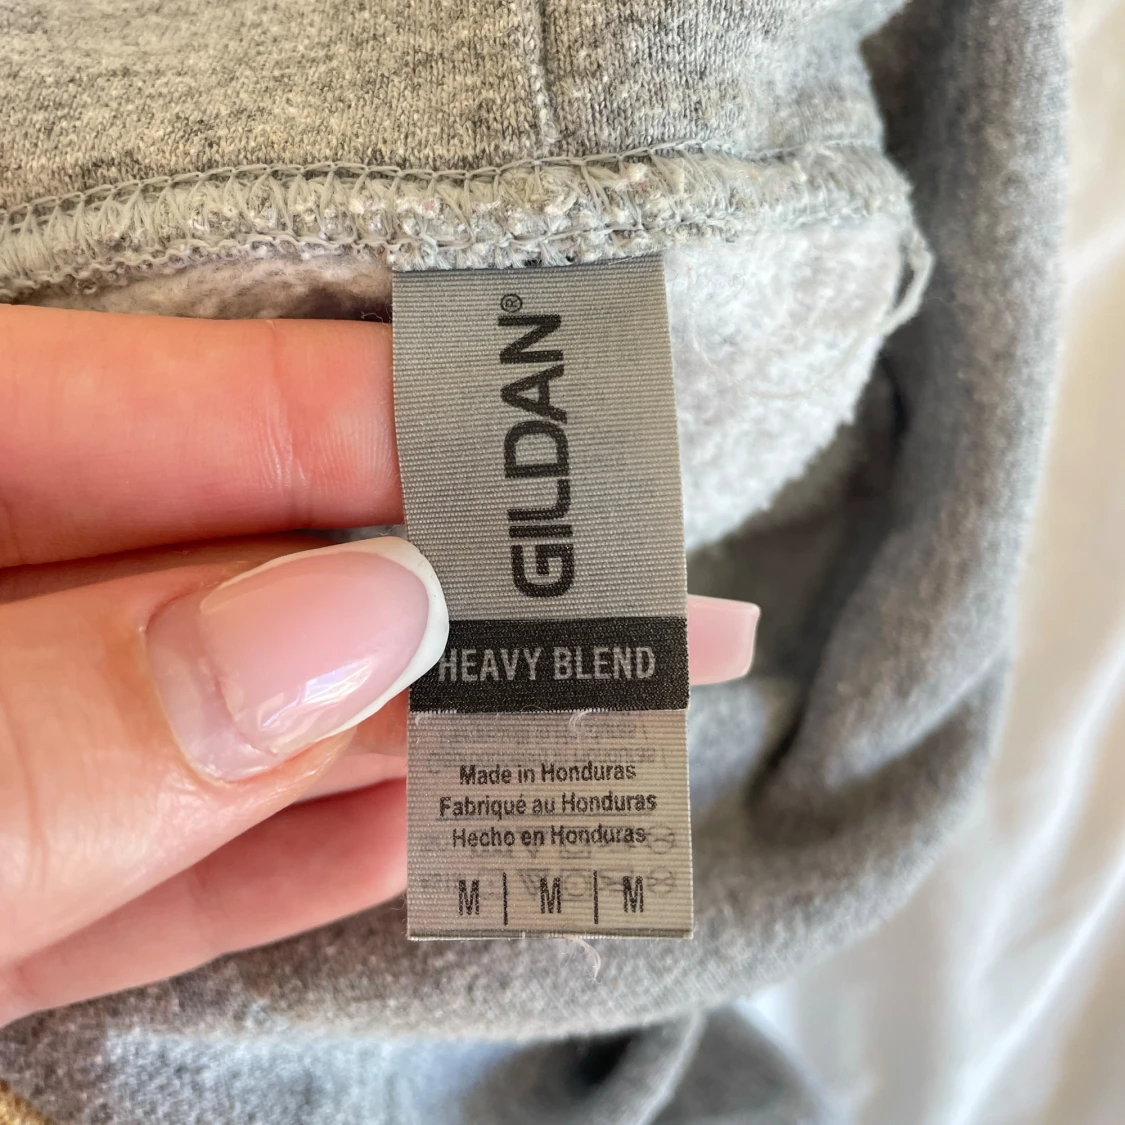 GILDAN®
HEAVY BLEND
Made in Honduras
Fabriqué au Honduras
Hecho en Honduras
M | M | M